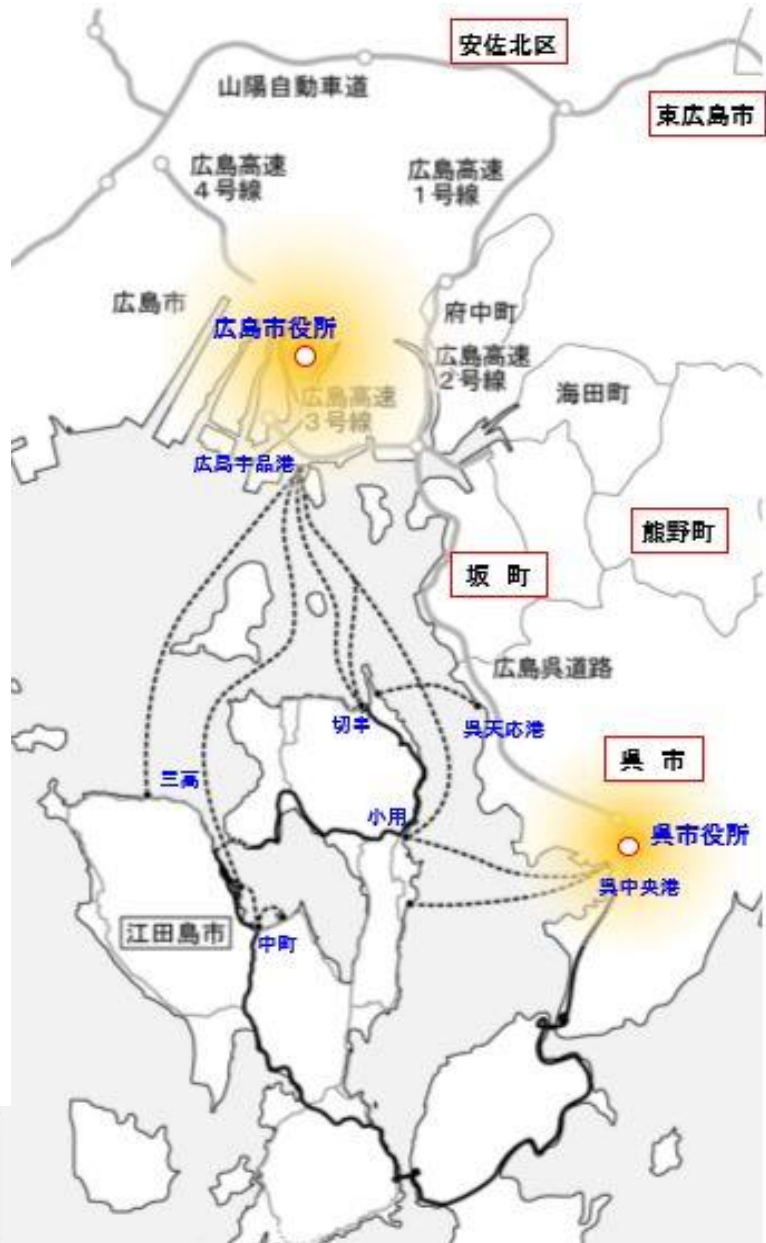 安佐北区
山陽自動車道
東広島市
広島高速
4号線
広島高速
1号線
広島市
府中町
広島市役所
広島高速
2号線
海田町
広島高速
3号線
広島宇品港
熊野町
坂 町
広島呉道路
切串
呉天応港
呉 市
三高
小用
呉市役所
呉中央港
江田島市
中町